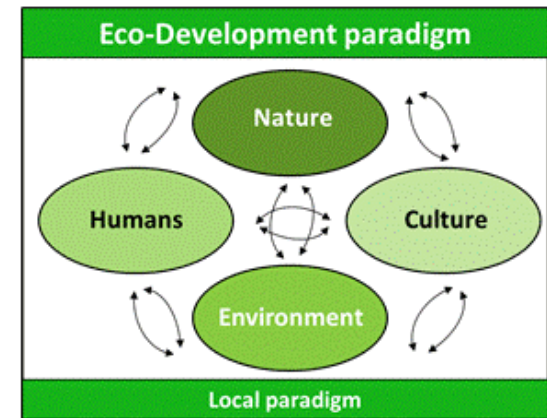 Eco-Development paradigm
Nature
Humans
Culture
Environment
Local paradigm